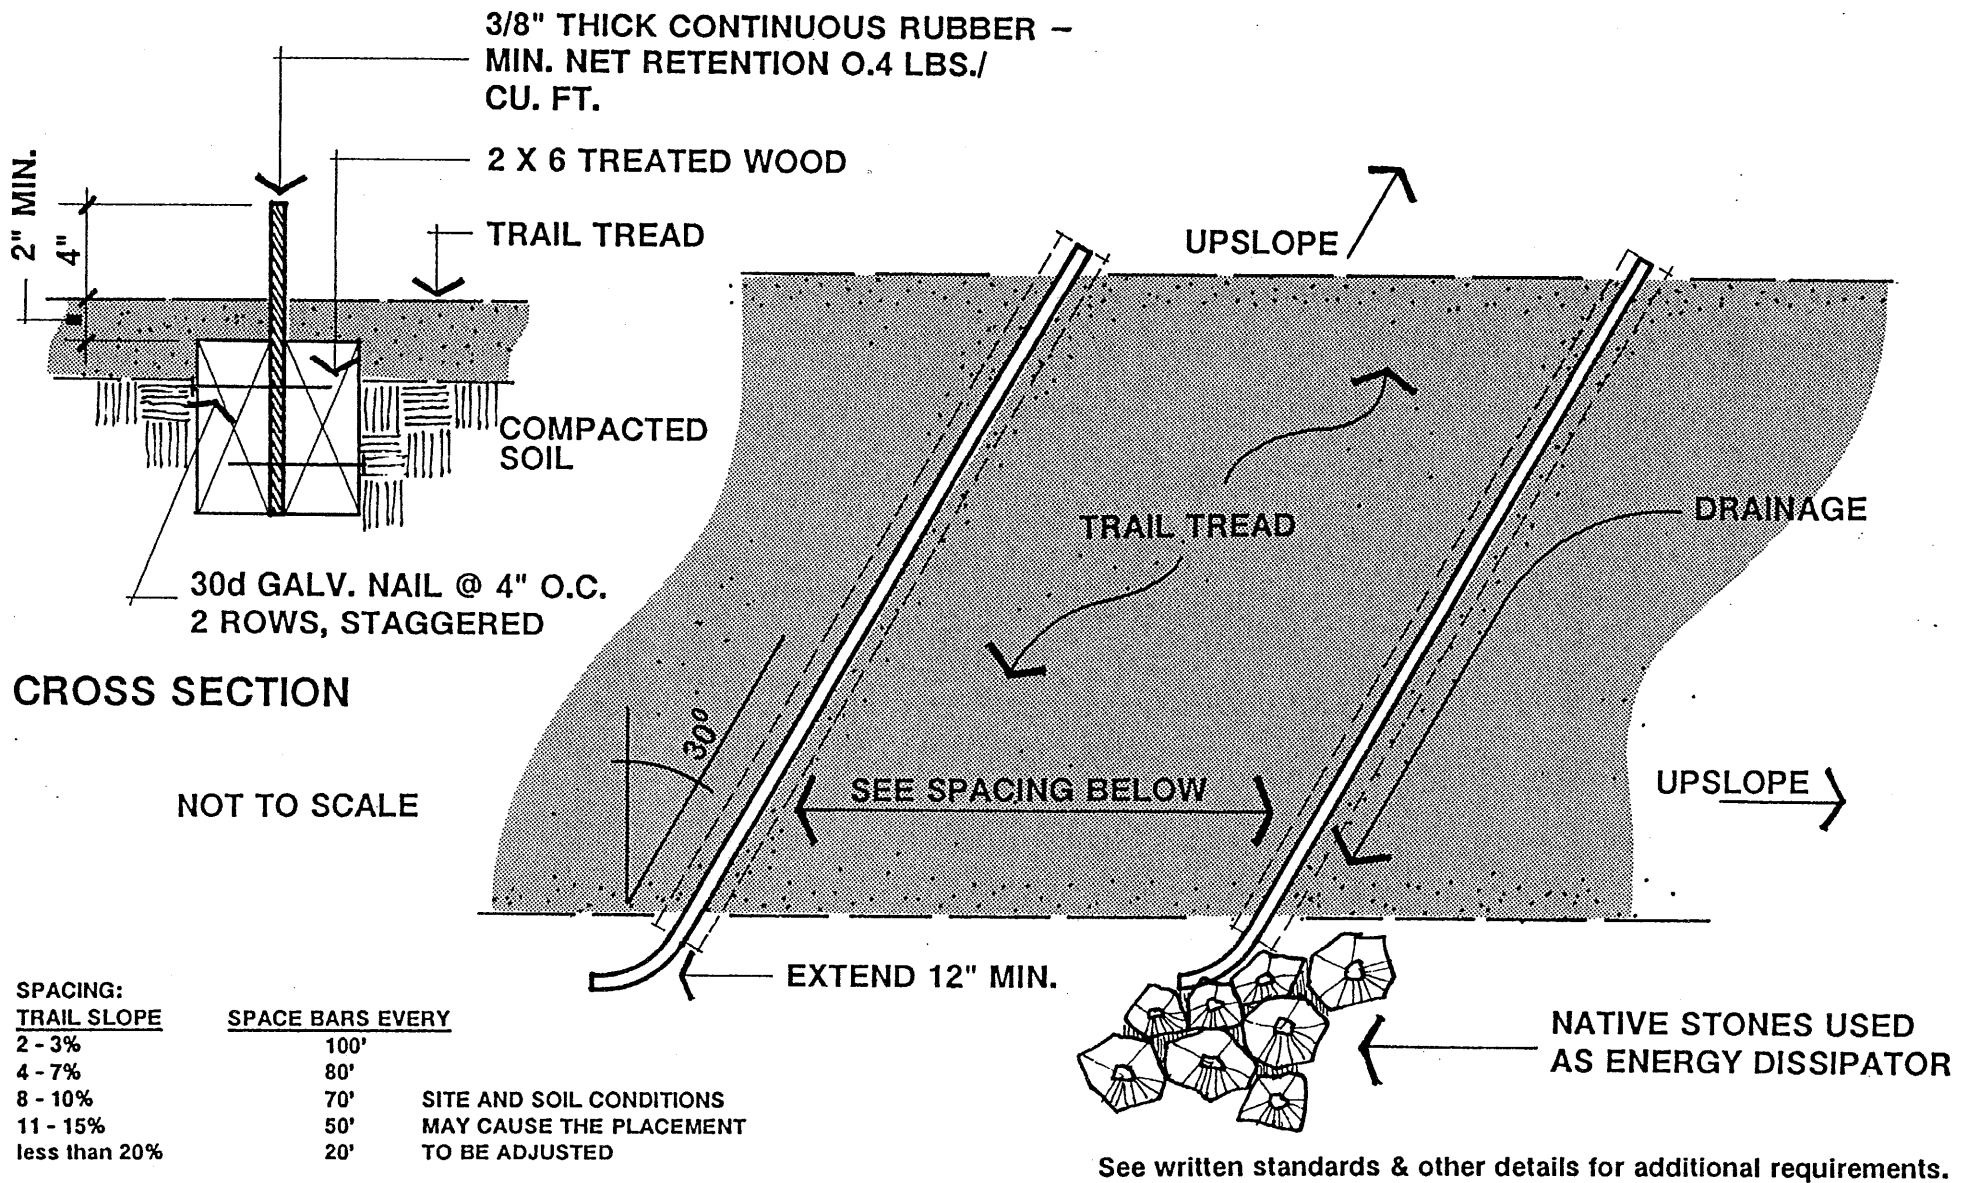 3/8" THICK CONTINUOUS RUBBER –
MIN. NET RETENTION 0.4 LBS./
CU. FT.
2 X 6 TREATED WOOD
TRAIL TREAD
2" MIN.
4"
COMPACTED
SOIL
30d GALV. NAIL @ 4" O.C.
2 ROWS, STAGGERED
CROSS SECTION
NOT TO SCALE
UPSLOPE
TRAIL TREAD
DRAINAGE
30°
SEE SPACING BELOW
UPSLOPE
EXTEND 12" MIN.
NATIVE STONES USED
AS ENERGY DISSIPATOR
SPACING:
TRAIL SLOPE SPACE BARS EVERY
2 - 3% 100'
4 - 7% 80'
8 - 10% 70' SITE AND SOIL CONDITIONS
11 - 15% 50' MAY CAUSE THE PLACEMENT
less than 20% 20' TO BE ADJUSTED
See written standards & other details for additional requirements.